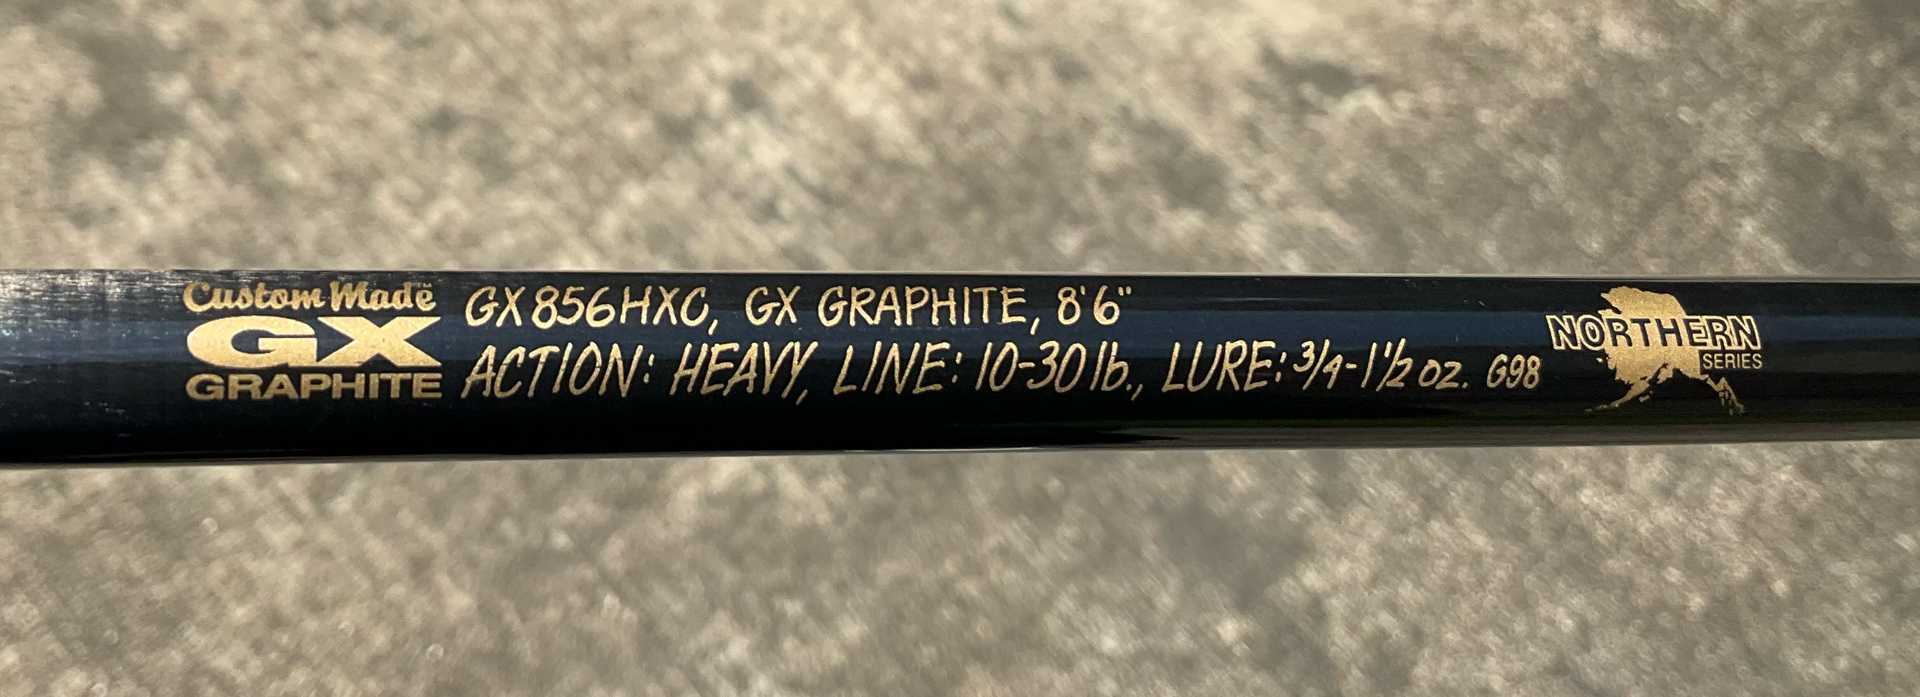 Custom Made™
GX
GRAPHITE
GX856HXC, GX GRAPHITE, 8'6"
ACTION: HEAVY, LINE: 10-30 lb., LURE: 3/4-1 1/2 oz. G98
NORTHERN
SERIES